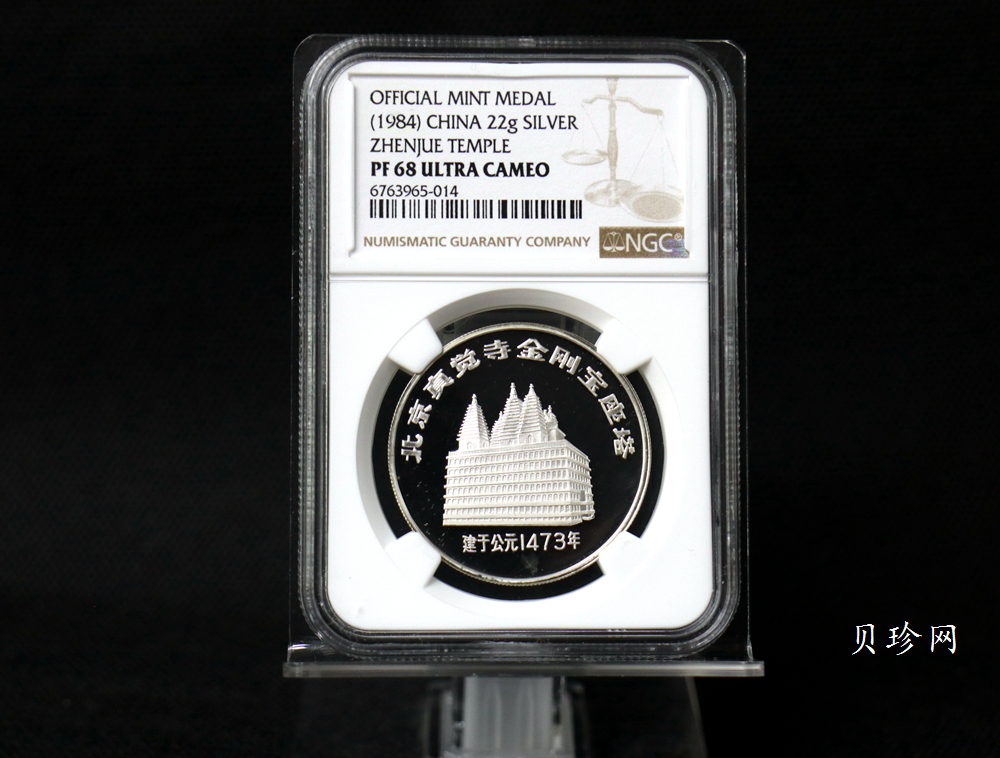 OFFICIAL MINT MEDAL
(1984) CHINA 22g SILVER
ZHENJUE TEMPLE
PF 68 ULTRA CAMEO
6763965-014
NUMISMATIC GUARANTY COMPANY
NGC®
北京真觉寺金刚宝座塔
建于公元1473年
贝珍网